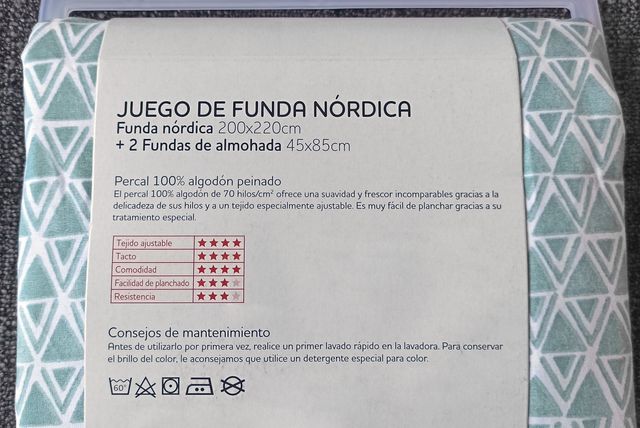 JUEGO DE FUNDA NÓRDICA
Funda nórdica 200x220cm
+ 2 Fundas de almohada 45x85cm
Percal 100% algodón peinado
El percal 100% algodón de 70 hilos/cm² ofrece una suavidad y frescor incomparables gracias a la
delicadeza de sus hilos y a un tejido especialmente ajustable. Es muy fácil de planchar gracias a su
tratamiento especial.
Tejido ajustable ★★★★
Tacto ★★★★
Comodidad ★★★★
Facilidad de planchado ★★★★
Resistencia ★★★★
Consejos de mantenimiento
Antes de utilizarlo por primera vez, realice un primer lavado rápido en la lavadora. Para conservar
el brillo del color, le aconsejamos que utilice un detergente especial para color.
60°